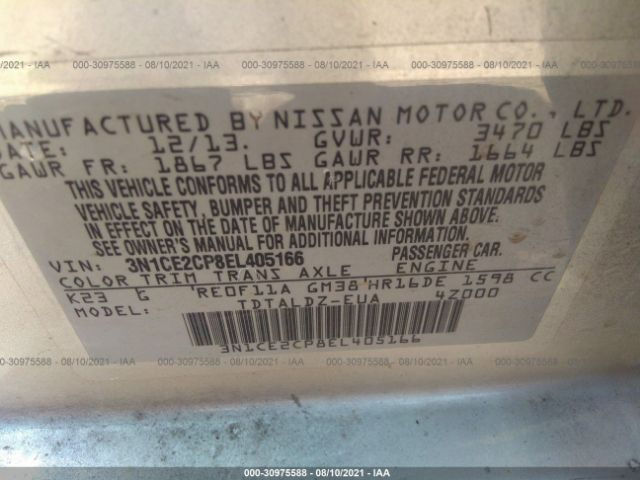 000-30975588 - 08/10/2021 - IAA
MANUFACTURED BY NISSAN MOTOR CO., LTD.
DATE: 12/13. GVWR: 3470 LBS
GAWR FR: 1867 LBS GAWR RR: 1664 LBS
THIS VEHICLE CONFORMS TO ALL APPLICABLE FEDERAL MOTOR
VEHICLE SAFETY, BUMPER AND THEFT PREVENTION STANDARDS
IN EFFECT ON THE DATE OF MANUFACTURE SHOWN ABOVE.
SEE OWNER'S MANUAL FOR ADDITIONAL INFORMATION.
VIN: 3N1CE2CP8EL405166 PASSENGER CAR.
COLOR TRIM TRANS AXLE ENGINE
K23 G RE0F11A GM38 HR16DE 1598 CC
MODEL: TDTALDZ-EUA 4Z000
3N1CE2CP8EL405166
000-30975588 - 08/10/2021 - IAA